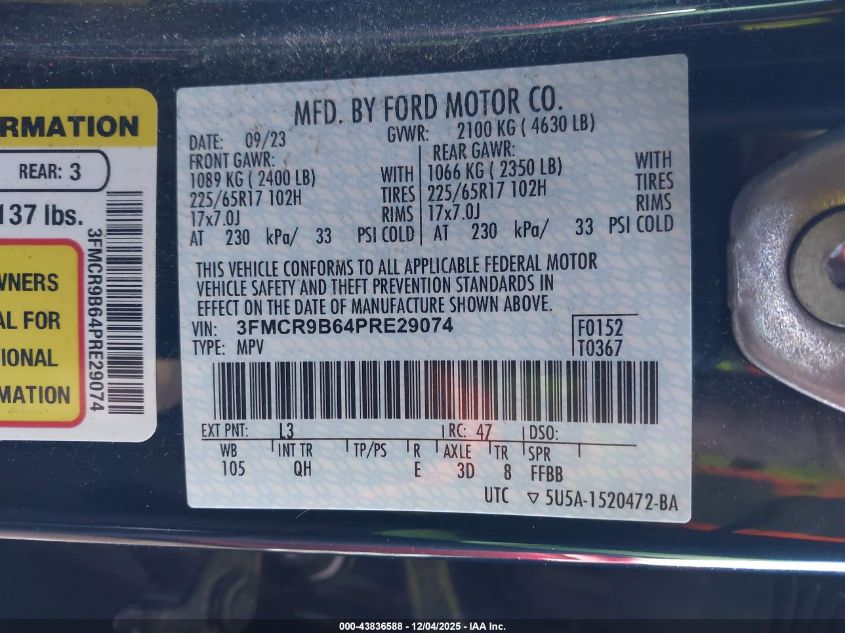 RMATION
REAR: 3
137 lbs.
WNERS
AL FOR
TIONAL
RMATION
3FMCR9B64PRE29074
MFD. BY FORD MOTOR CO.
DATE: 09/23 GVWR: 2100 KG ( 4630 LB)
FRONT GAWR: REAR GAWR:
1089 KG ( 2400 LB) WITH 1066 KG ( 2350 LB) WITH
225/65R17 102H TIRES 225/65R17 102H TIRES
17x7.0J RIMS 17x7.0J RIMS
AT 230 kPa/ 33 PSI COLD AT 230 kPa/ 33 PSI COLD
THIS VEHICLE CONFORMS TO ALL APPLICABLE FEDERAL MOTOR
VEHICLE SAFETY AND THEFT PREVENTION STANDARDS IN
EFFECT ON THE DATE OF MANUFACTURE SHOWN ABOVE.
VIN: 3FMCR9B64PRE29074 F0152
TYPE: MPV T0367
EXT PNT: L3 RC: 47 DSO:
WB INT TR TP/PS R AXLE TR SPR
105 QH E 3D 8 FFBB
UTC ▽ 5U5A-1520472-BA
000-43836588 - 12/04/2025 - IAA Inc.